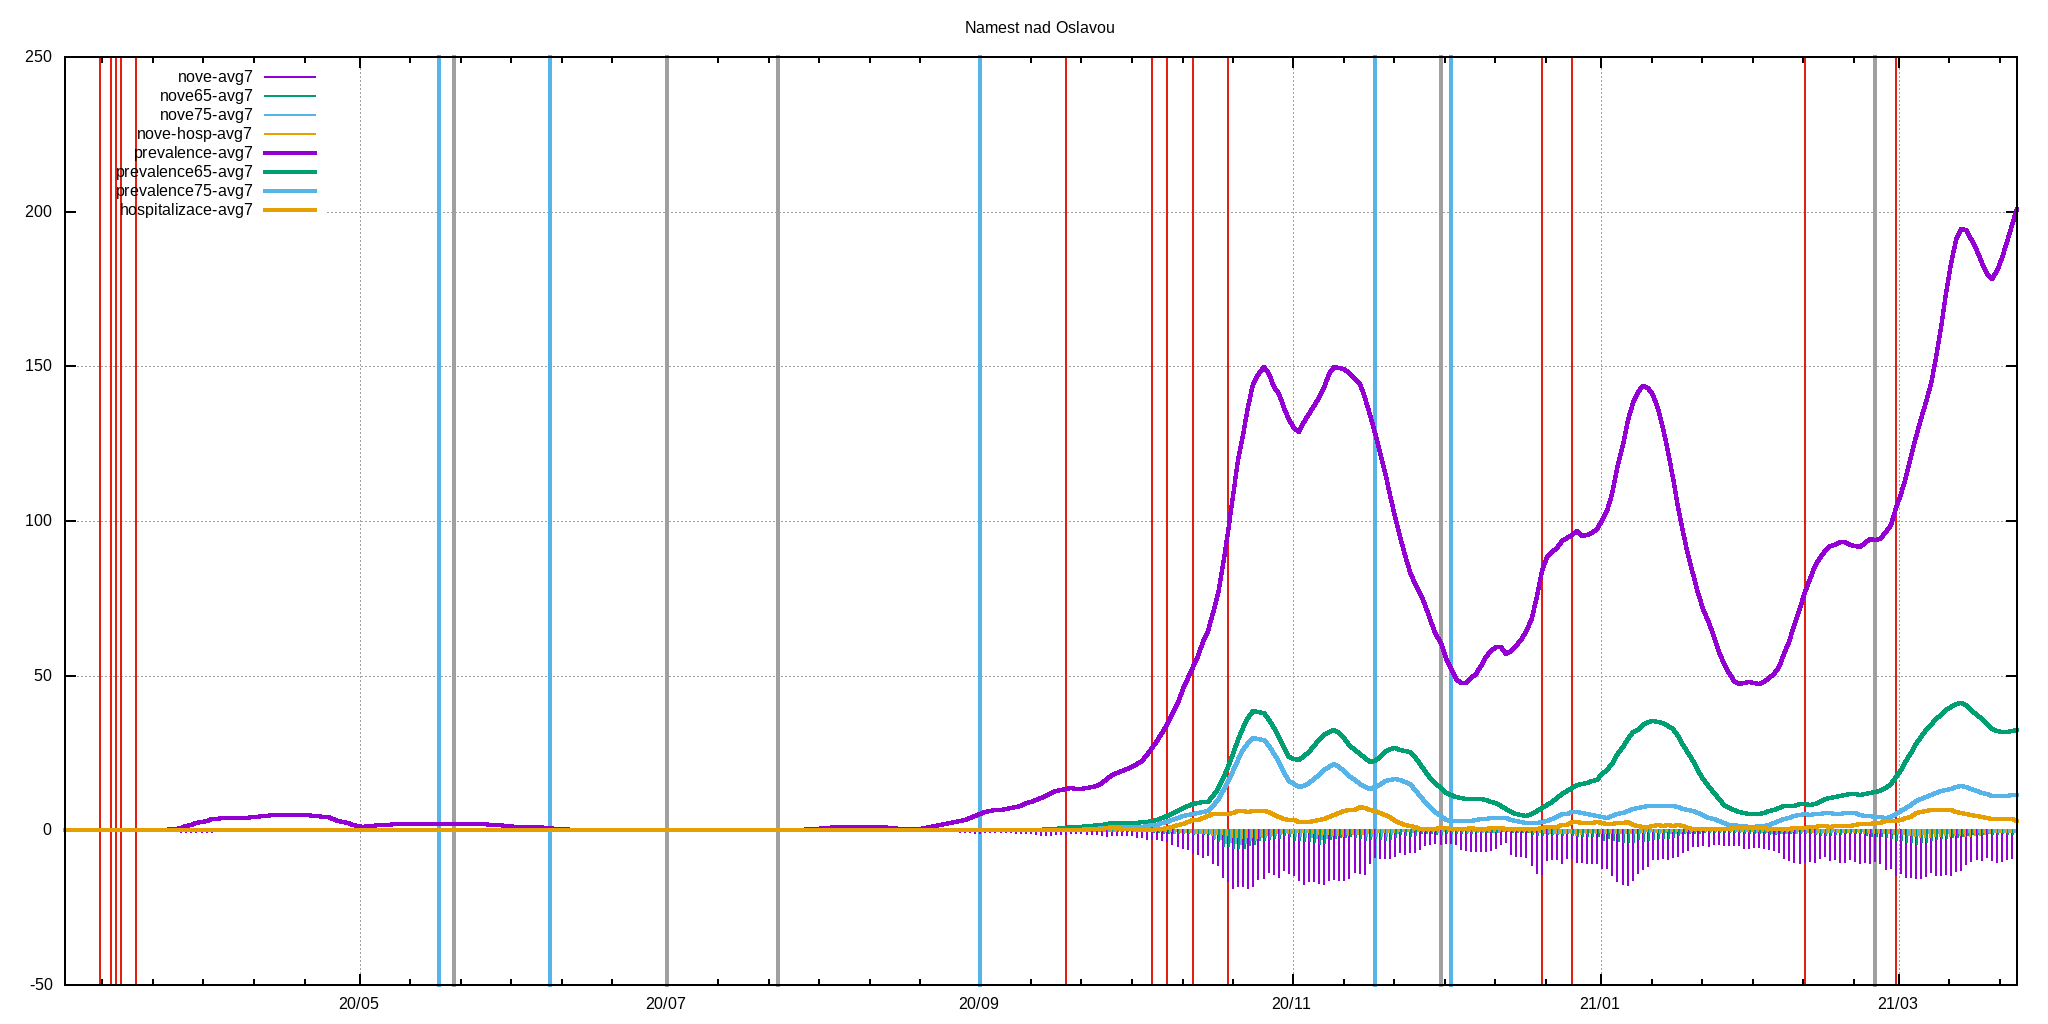 Namest nad Oslavou
250
200
150
100
50
0
-50
nove-avg7
nove65-avg7
nove75-avg7
nove-hosp-avg7
prevalence-avg7
prevalence65-avg7
prevalence75-avg7
hospitalizace-avg7
20/05 20/07 20/09 20/11 21/01 21/03